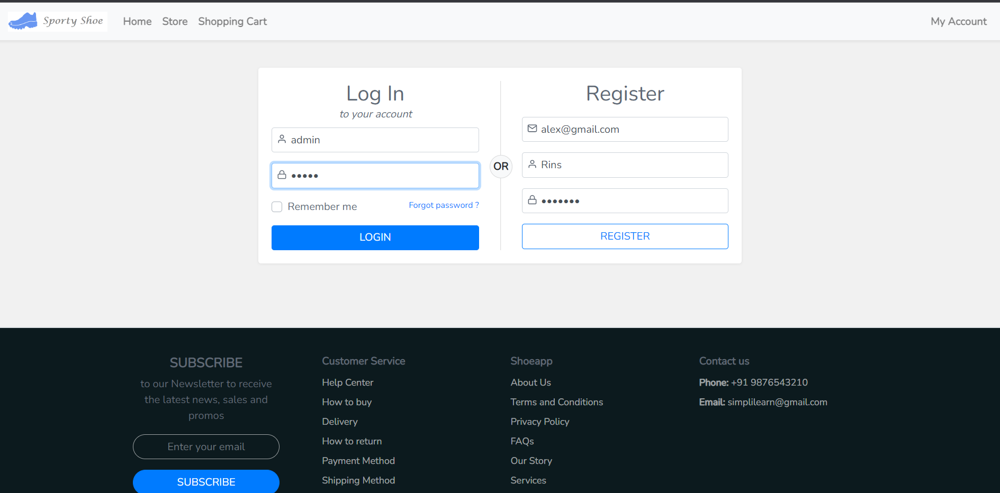 Sporty Shoe
Home
Store
Shopping Cart
My Account
Log In
to your account
admin
•••••
Remember me
Forgot password ?
LOGIN
OR
Register
alex@gmail.com
Rins
•••••••
REGISTER
SUBSCRIBE
to our Newsletter to receive
the latest news, sales and
promos
Enter your email
SUBSCRIBE
Customer Service
Help Center
How to buy
Delivery
How to return
Payment Method
Shipping Method
Shoeapp
About Us
Terms and Conditions
Privacy Policy
FAQs
Our Story
Services
Contact us
Phone: +91 9876543210
Email: simplilearn@gmail.com